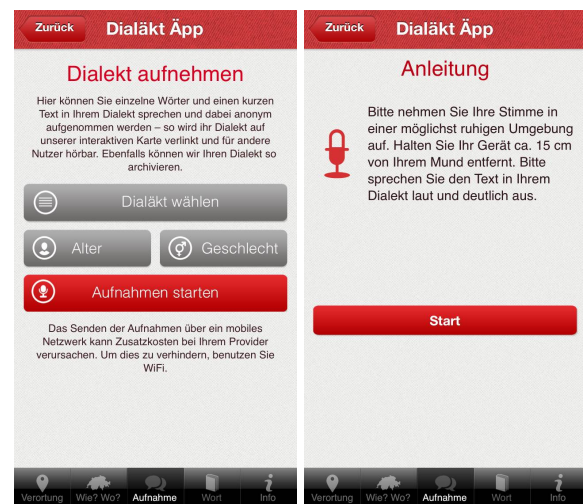 Zurück
Dialäkt Äpp
Dialekt aufnehmen
Hier können Sie einzelne Wörter und einen kurzen
Text in Ihrem Dialekt sprechen und dabei anonym
aufgenommen werden – so wird ihr Dialekt auf
unserer interaktiven Karte verlinkt und für andere
Nutzer hörbar. Ebenfalls können wir Ihren Dialekt so
archivieren.
Dialäkt wählen
Alter
Geschlecht
Aufnahmen starten
Das Senden der Aufnahmen über ein mobiles
Netzwerk kann Zusatzkosten bei Ihrem Provider
verursachen. Um dies zu verhindern, benutzen Sie
WiFi.
Verortung Wie? Wo? Aufnahme Wort Info
Zurück
Dialäkt Äpp
Anleitung
Bitte nehmen Sie Ihre Stimme in
einer möglichst ruhigen Umgebung
auf. Halten Sie Ihr Gerät ca. 15 cm
von Ihrem Mund entfernt. Bitte
sprechen Sie den Text in Ihrem
Dialekt laut und deutlich aus.
Start
Verortung Wie? Wo? Aufnahme Wort Info